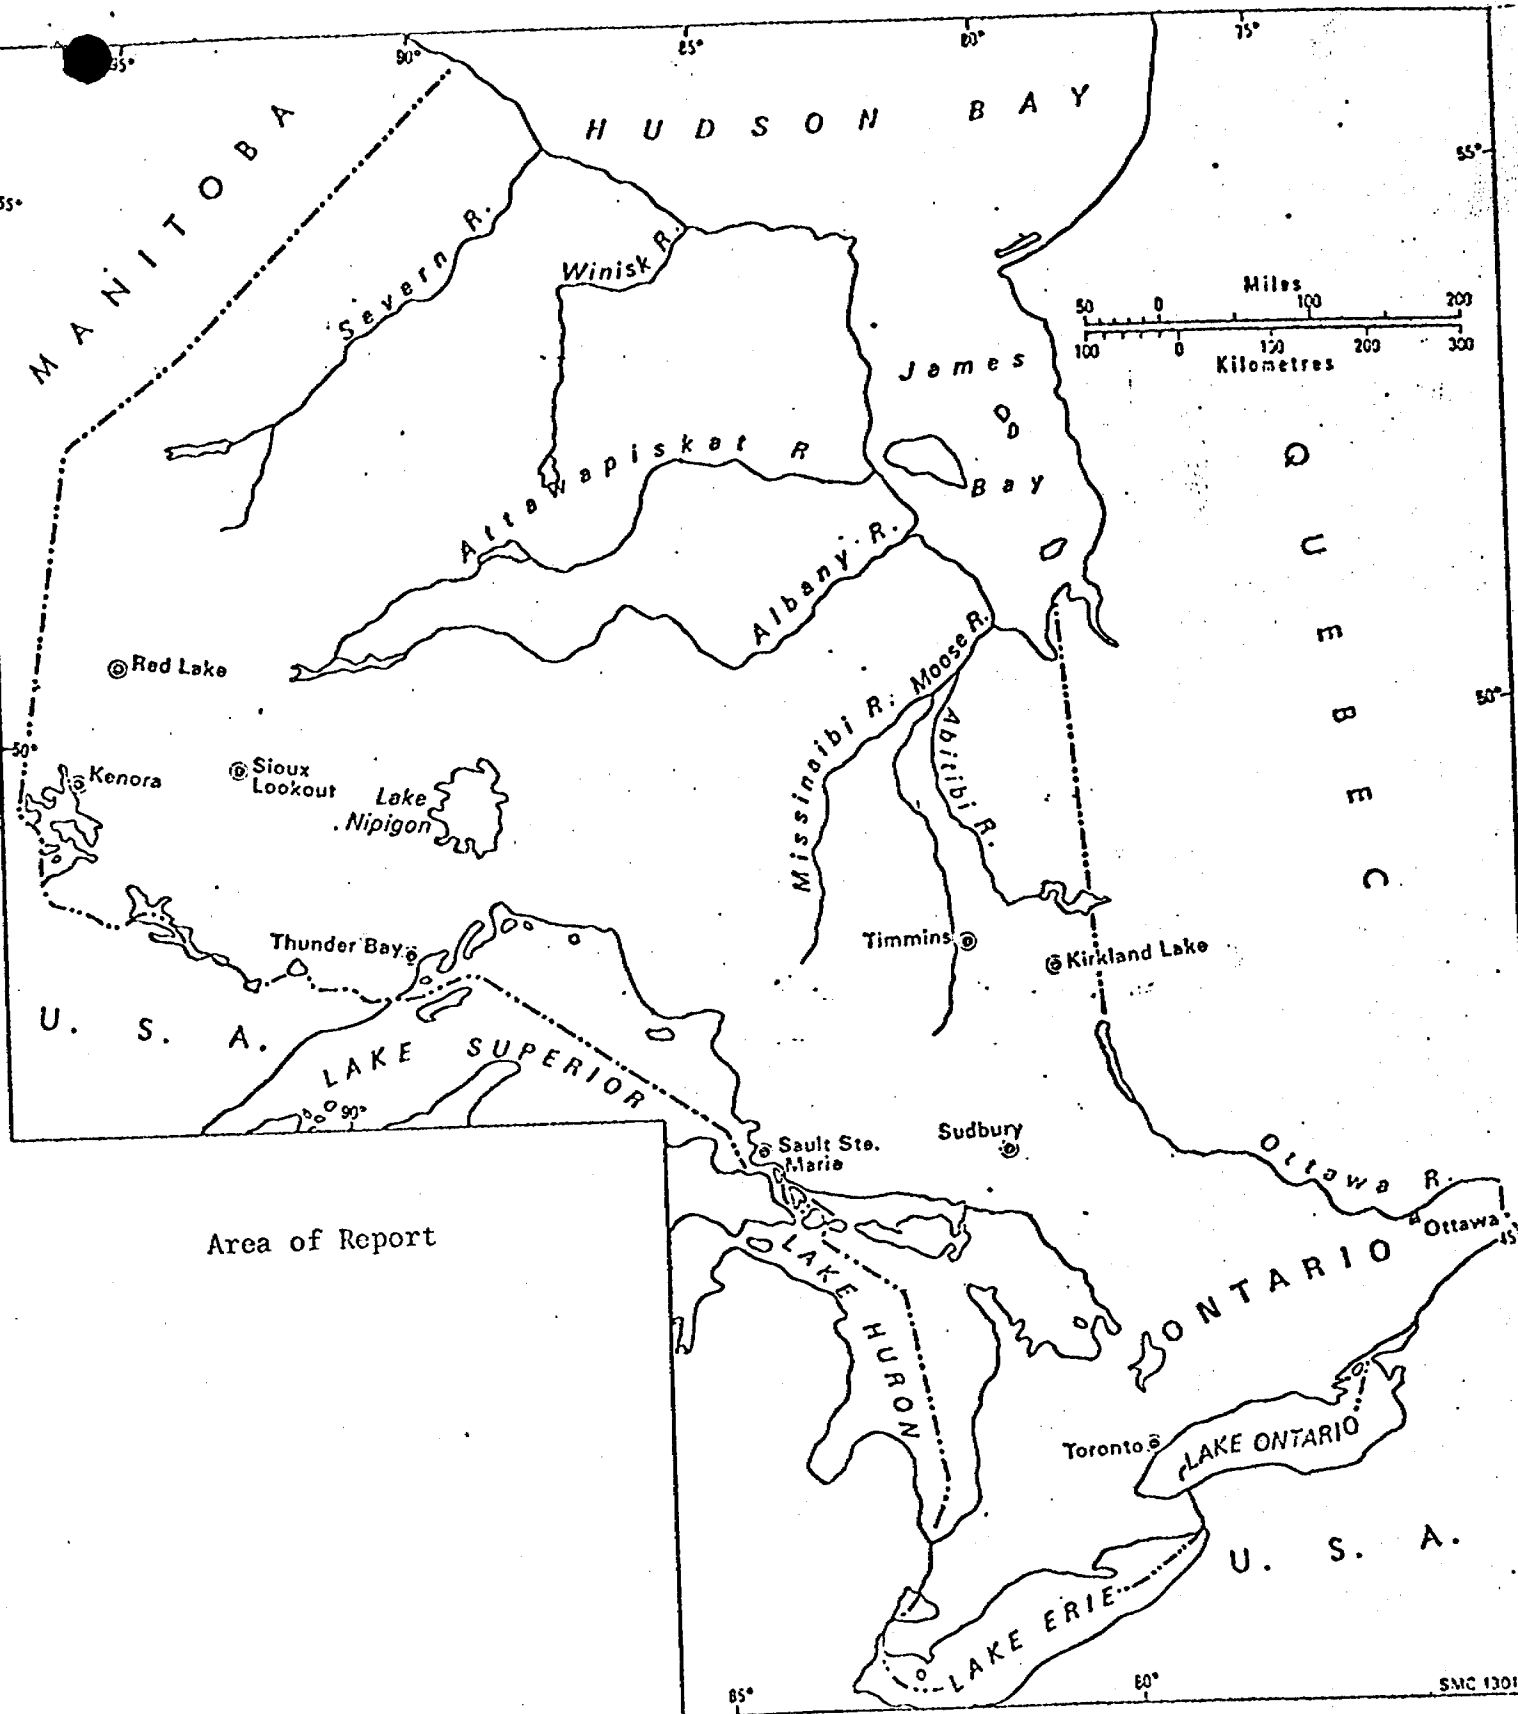 95°
90°
85°
80°
75°
MANITOBA
HUDSON BAY
55°
55°
Severn R.
Winisk R.
Miles
50 0 100 200
100 0 100 200 300
Kilometres
James
Bay
Attawapiskat R
QUEBEC
Albany R.
Moose R.
Missinaibi R.
Abitibi R.
Red Lake
50°
50°
Kenora
Sioux
Lookout
Lake
Nipigon
Timmins
Kirkland Lake
Thunder Bay
U. S. A.
LAKE SUPERIOR
90°
Sault Ste.
Marie
Sudbury
Ottawa R.
Ottawa
45°
Area of Report
LAKE HURON
ONTARIO
Toronto
LAKE ONTARIO
U. S. A.
LAKE ERIE
85°
80°
SMC 1301